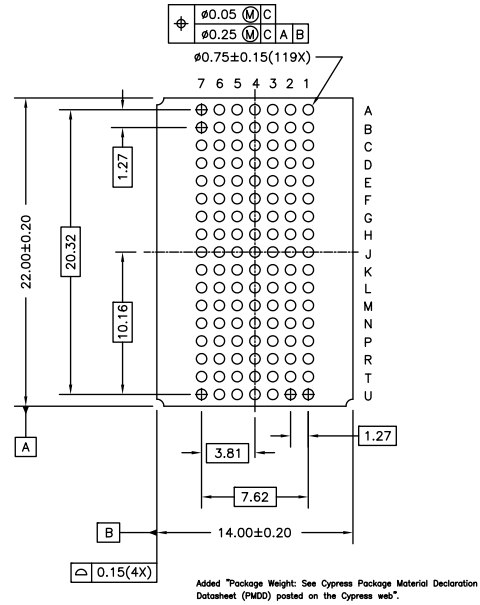 ⌖ ø0.05 Ⓜ C
ø0.25 Ⓜ C A B
ø0.75±0.15(119X)
7 6 5 4 3 2 1
A
B
C
D
E
F
G
H
J
K
L
M
N
P
R
T
U
1.27
20.32
22.00±0.20
10.16
A
1.27
3.81
7.62
B
14.00±0.20
⌓ 0.15(4X)
Added "Package Weight: See Cypress Package Material Declaration
Datasheet (PMDD) posted on the Cypress web".